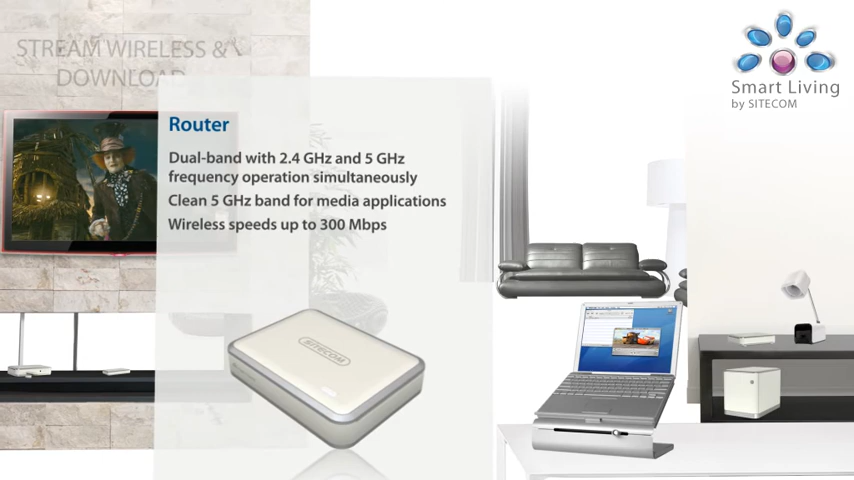 STREAM WIRELESS &
DOWNLOAD
Smart Living
by SITECOM
Router
Dual-band with 2.4 GHz and 5 GHz
frequency operation simultaneously
Clean 5 GHz band for media applications
Wireless speeds up to 300 Mbps
SITECOM